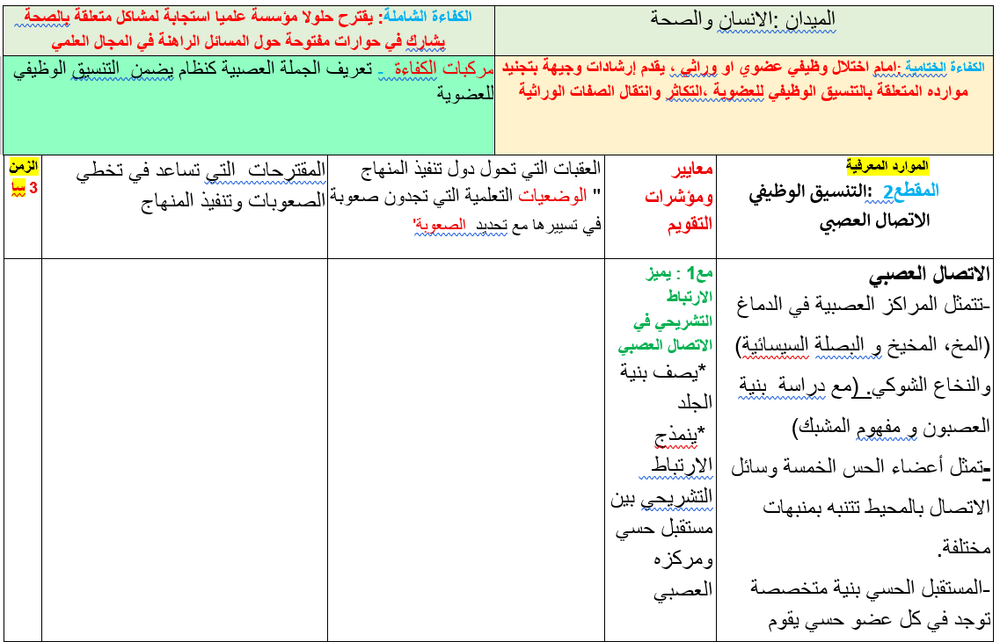 الميدان :الانسان والصحة
الكفاءة الشاملة: يقترح حلولا مؤسسة علميا استجابة لمشاكل متعلقة بالصحة
يشارك في حوارات مفتوحة حول المسائل الراهنة في المجال العلمي
الكفاءة الختامية :امام اختلال وظيفي عضوي او وراثي ، يقدم إرشادات وجيهة بتجنيد
موارده المتعلقة بالتنسيق الوظيفي للعضوية ،التكاثر وانتقال الصفات الوراثية
مركبات الكفاءة - تعريف الجملة العصبية كنظام يضمن التنسيق الوظيفي
للعضوية
الموارد المعرفية
المقطع2 :التنسيق الوظيفي
الاتصال العصبي
معايير
ومؤشرات
التقويم
العقبات التي تحول دول تنفيذ المنهاج
" الوضعيات التعلمية التي تجدون صعوبة
في تسييرها مع تحديد الصعوبة'
المقترحات التي تساعد في تخطي
الصعوبات وتنفيذ المنهاج
الزمن
3 سا
الاتصال العصبي
-تتمثل المراكز العصبية في الدماغ
(المخ، المخيخ و البصلة السيسائية)
والنخاع الشوكي. (مع دراسة بنية
العصبون و مفهوم المشبك)
-تمثل أعضاء الحس الخمسة وسائل
الاتصال بالمحيط تتنبه بمنبهات
مختلفة.
-المستقبل الحسي بنية متخصصة
توجد في كل عضو حسي يقوم
مع1 : يميز
الارتباط
التشريحي في
الاتصال العصبي
*يصف بنية
الجلد
*ينمذج
الارتباط
التشريحي بين
مستقبل حسي
ومركزه
العصبي